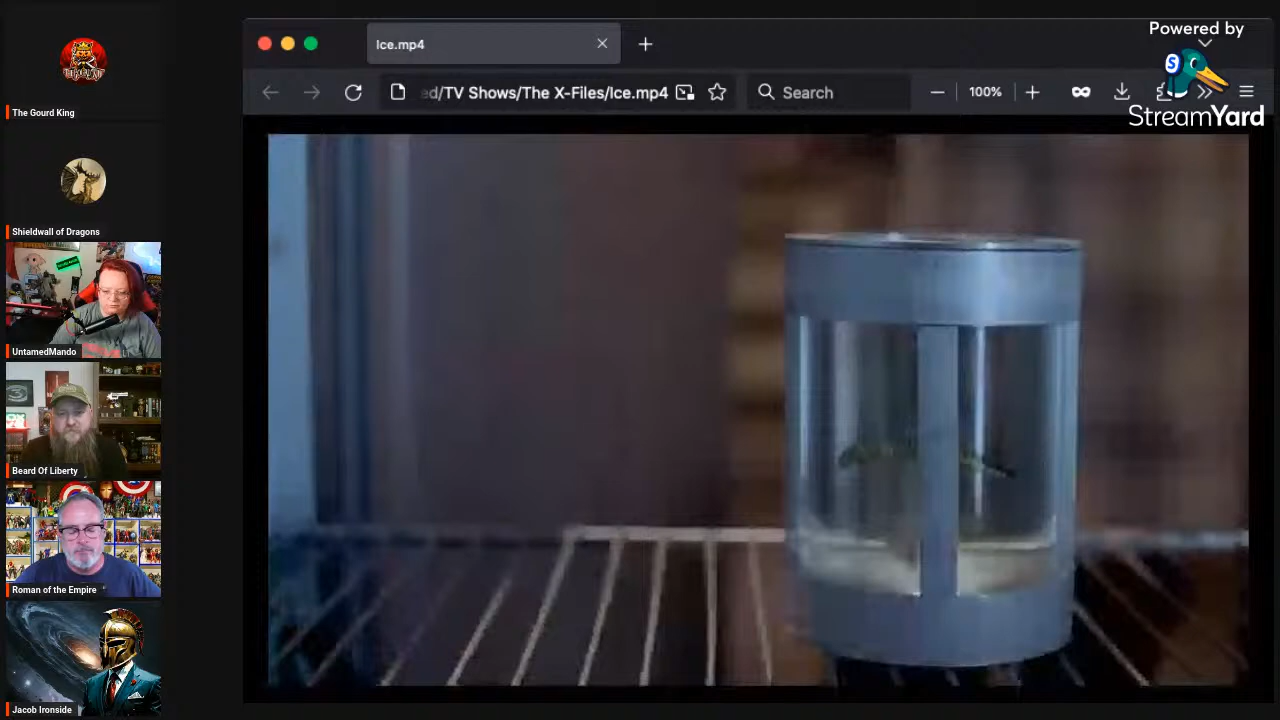 Ice.mp4
Powered by
StreamYard
ed/TV Shows/The X-Files/Ice.mp4
Search
100%
The Gourd King
Shieldwall of Dragons
UntamedMando
Beard Of Liberty
Roman of the Empire
Jacob Ironside